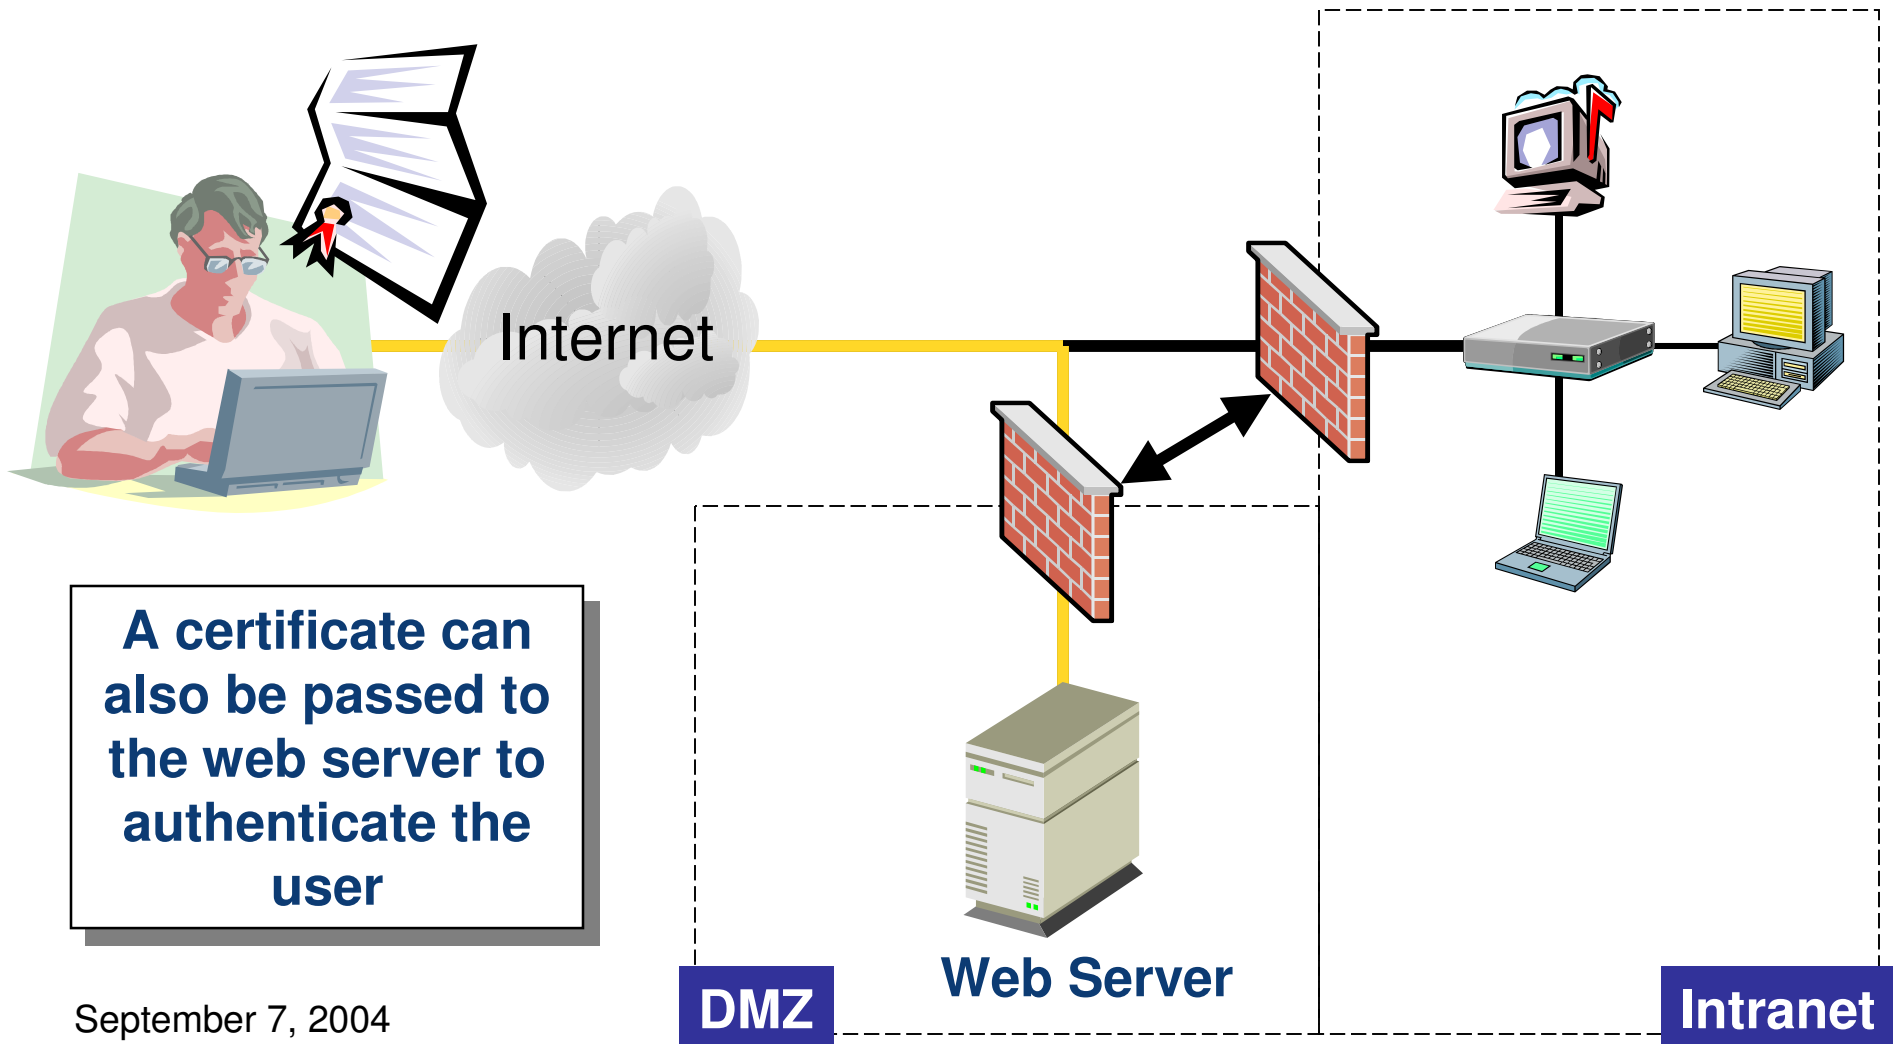 Internet
A certificate can
also be passed to
the web server to
authenticate the
user
Web Server
DMZ
Intranet
September 7, 2004